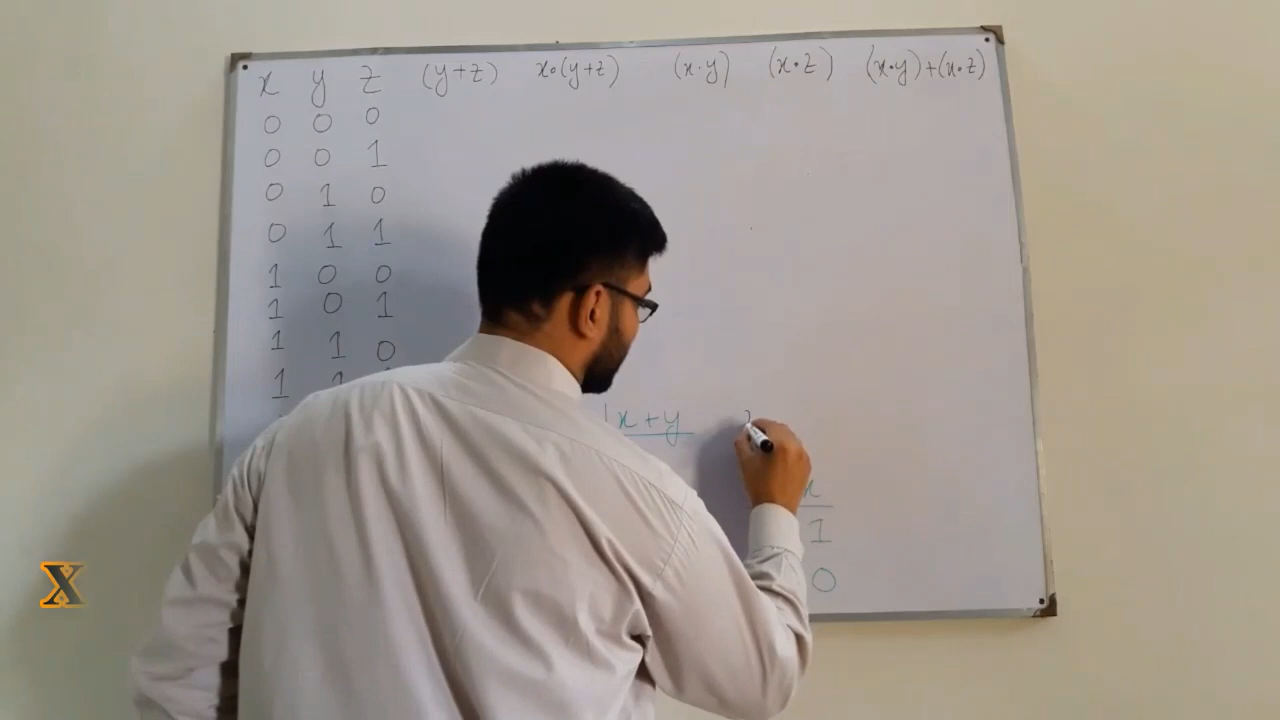 x y z (y+z) x•(y+z) (x•y) (x•z) (x•y)+(x•z)
0 0 0
0 0 1
0 1 0
0 1 1
1 0 0
1 0 1
1 1 0
1
x+y
x
1
0
X